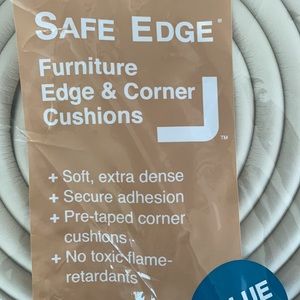 SAFE EDGE®
Furniture
Edge & Corner
Cushions
™
+ Soft, extra dense
+ Secure adhesion
+ Pre-taped corner
cushions
+ No toxic flame-
retardants